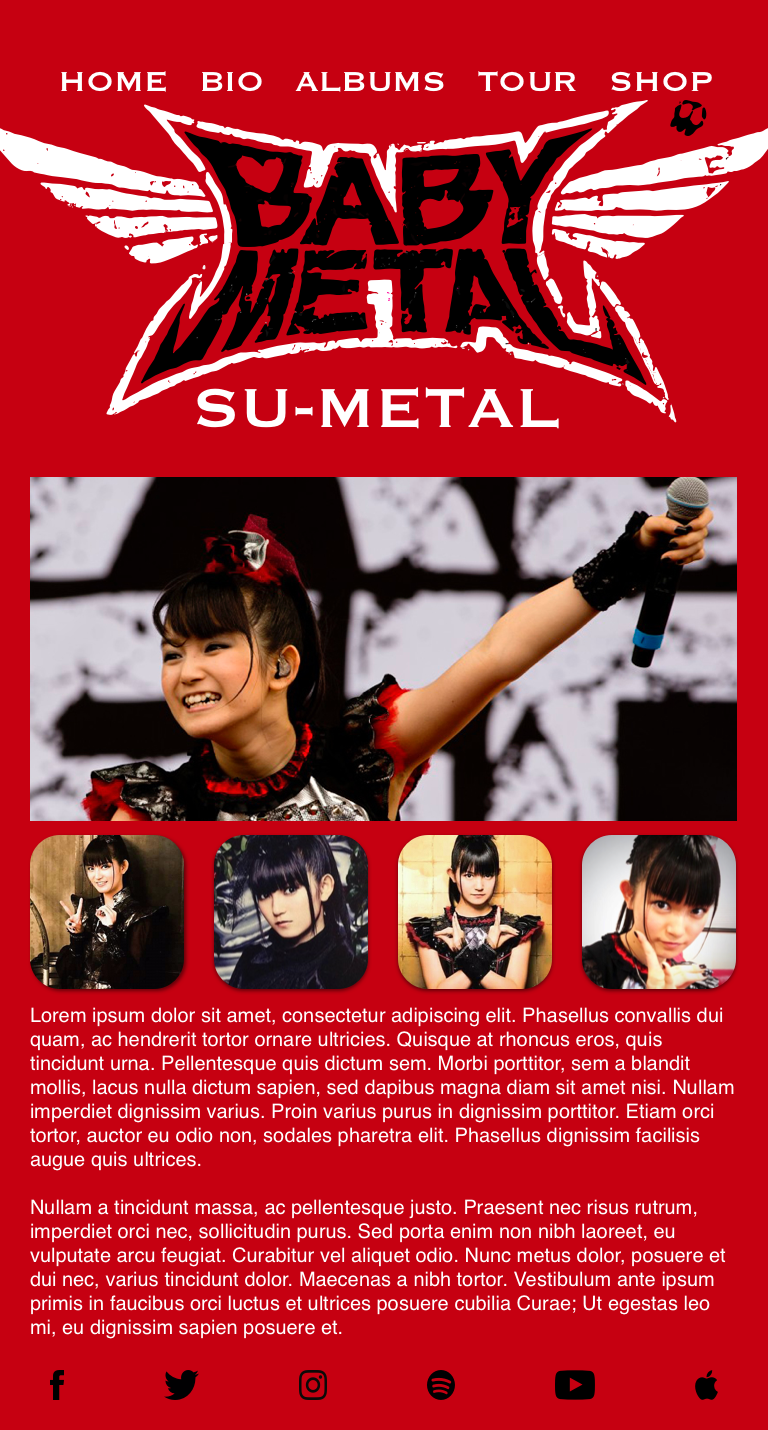 HOME BIO ALBUMS TOUR SHOP
BABY
METAL
SU-METAL
Lorem ipsum dolor sit amet, consectetur adipiscing elit. Phasellus convallis dui
quam, ac hendrerit tortor ornare ultricies. Quisque at rhoncus eros, quis
tincidunt urna. Pellentesque quis dictum sem. Morbi porttitor, sem a blandit
mollis, lacus nulla dictum sapien, sed dapibus magna diam sit amet nisi. Nullam
imperdiet dignissim varius. Proin varius purus in dignissim porttitor. Etiam orci
tortor, auctor eu odio non, sodales pharetra elit. Phasellus dignissim facilisis
augue quis ultrices.
Nullam a tincidunt massa, ac pellentesque justo. Praesent nec risus rutrum,
imperdiet orci nec, sollicitudin purus. Sed porta enim non nibh laoreet, eu
vulputate arcu feugiat. Curabitur vel aliquet odio. Nunc metus dolor, posuere et
dui nec, varius tincidunt dolor. Maecenas a nibh tortor. Vestibulum ante ipsum
primis in faucibus orci luctus et ultrices posuere cubilia Curae; Ut egestas leo
mi, eu dignissim sapien posuere et.